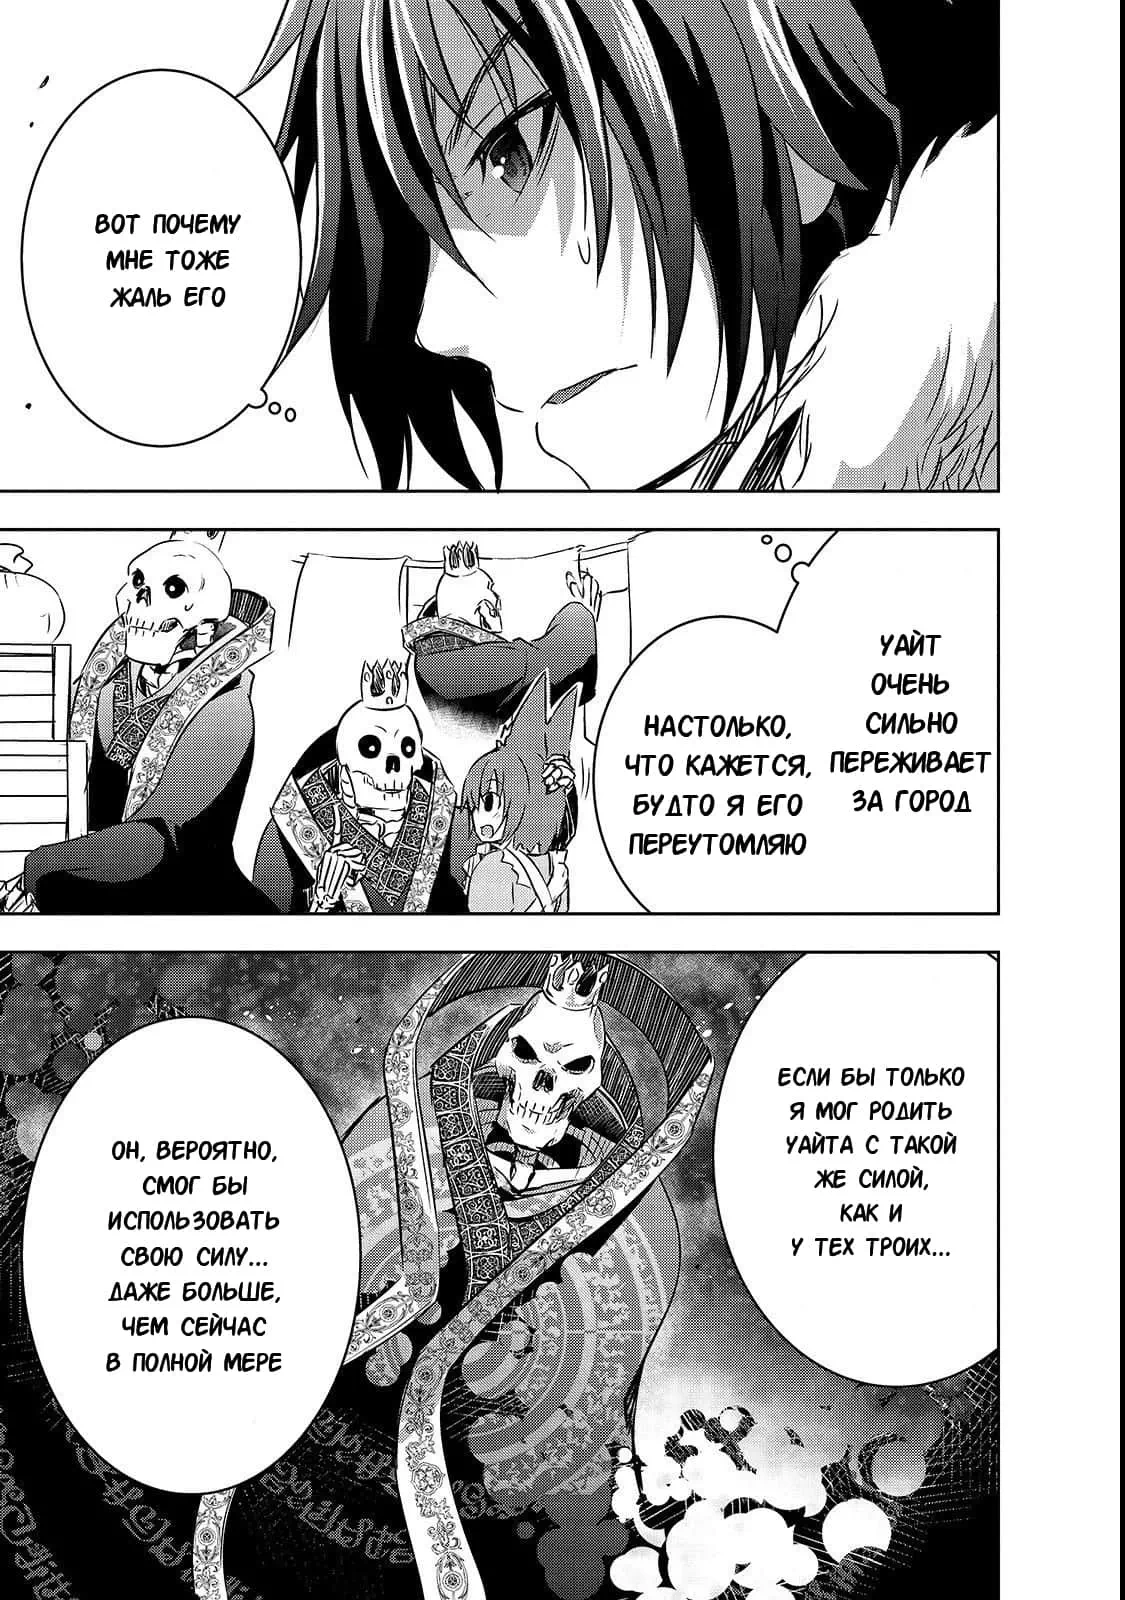 ВОТ ПОЧЕМУ
МНЕ ТОЖЕ
ЖАЛЬ ЕГО
УАЙТ
ОЧЕНЬ
СИЛЬНО
ПЕРЕЖИВАЕТ
ЗА ГОРОД
НАСТОЛЬКО,
ЧТО КАЖЕТСЯ,
БУДТО Я ЕГО
ПЕРЕУТОМЛЯЮ
ЕСЛИ БЫ ТОЛЬКО
Я МОГ РОДИТЬ
УАЙТА С ТАКОЙ
ЖЕ СИЛОЙ,
КАК И
У ТЕХ ТРОИХ...
ОН, ВЕРОЯТНО,
СМОГ БЫ
ИСПОЛЬЗОВАТЬ
СВОЮ СИЛУ...
ДАЖЕ БОЛЬШЕ,
ЧЕМ СЕЙЧАС
В ПОЛНОЙ МЕРЕ